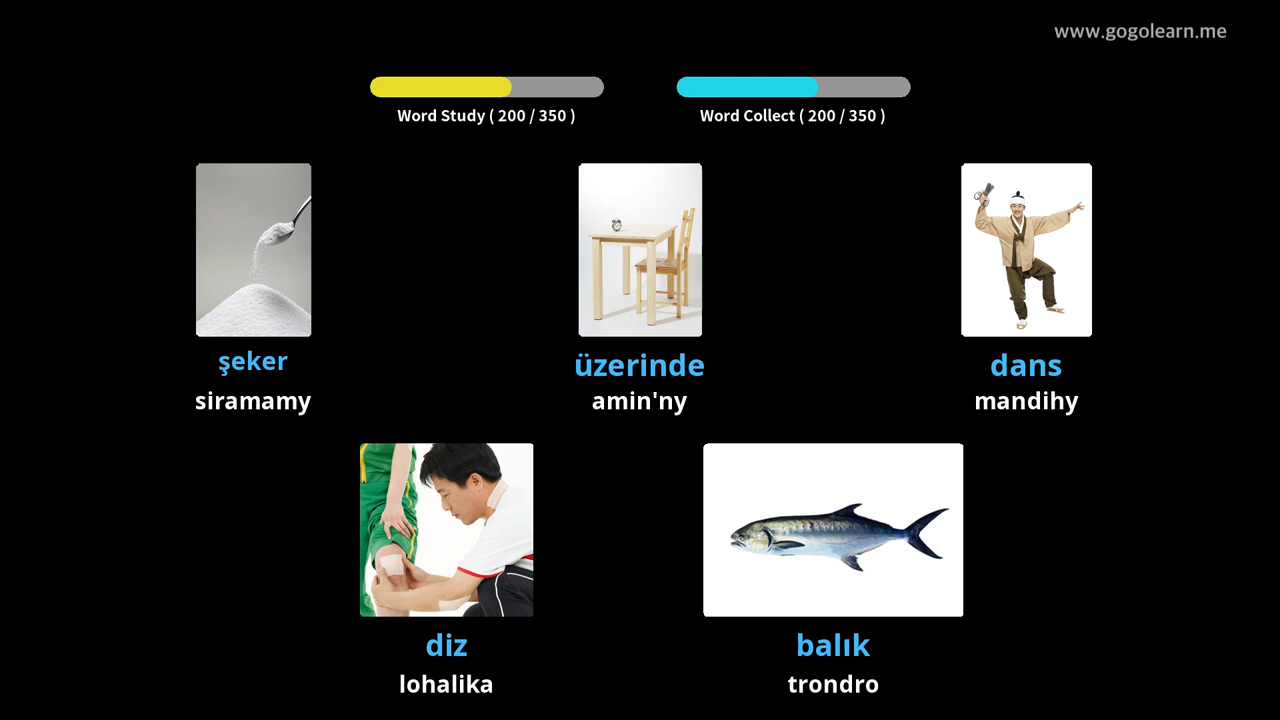 www.gogolearn.me
Word Study ( 200 / 350 )
Word Collect ( 200 / 350 )
şeker
siramamy
üzerinde
amin'ny
dans
mandihy
diz
lohalika
balık
trondro